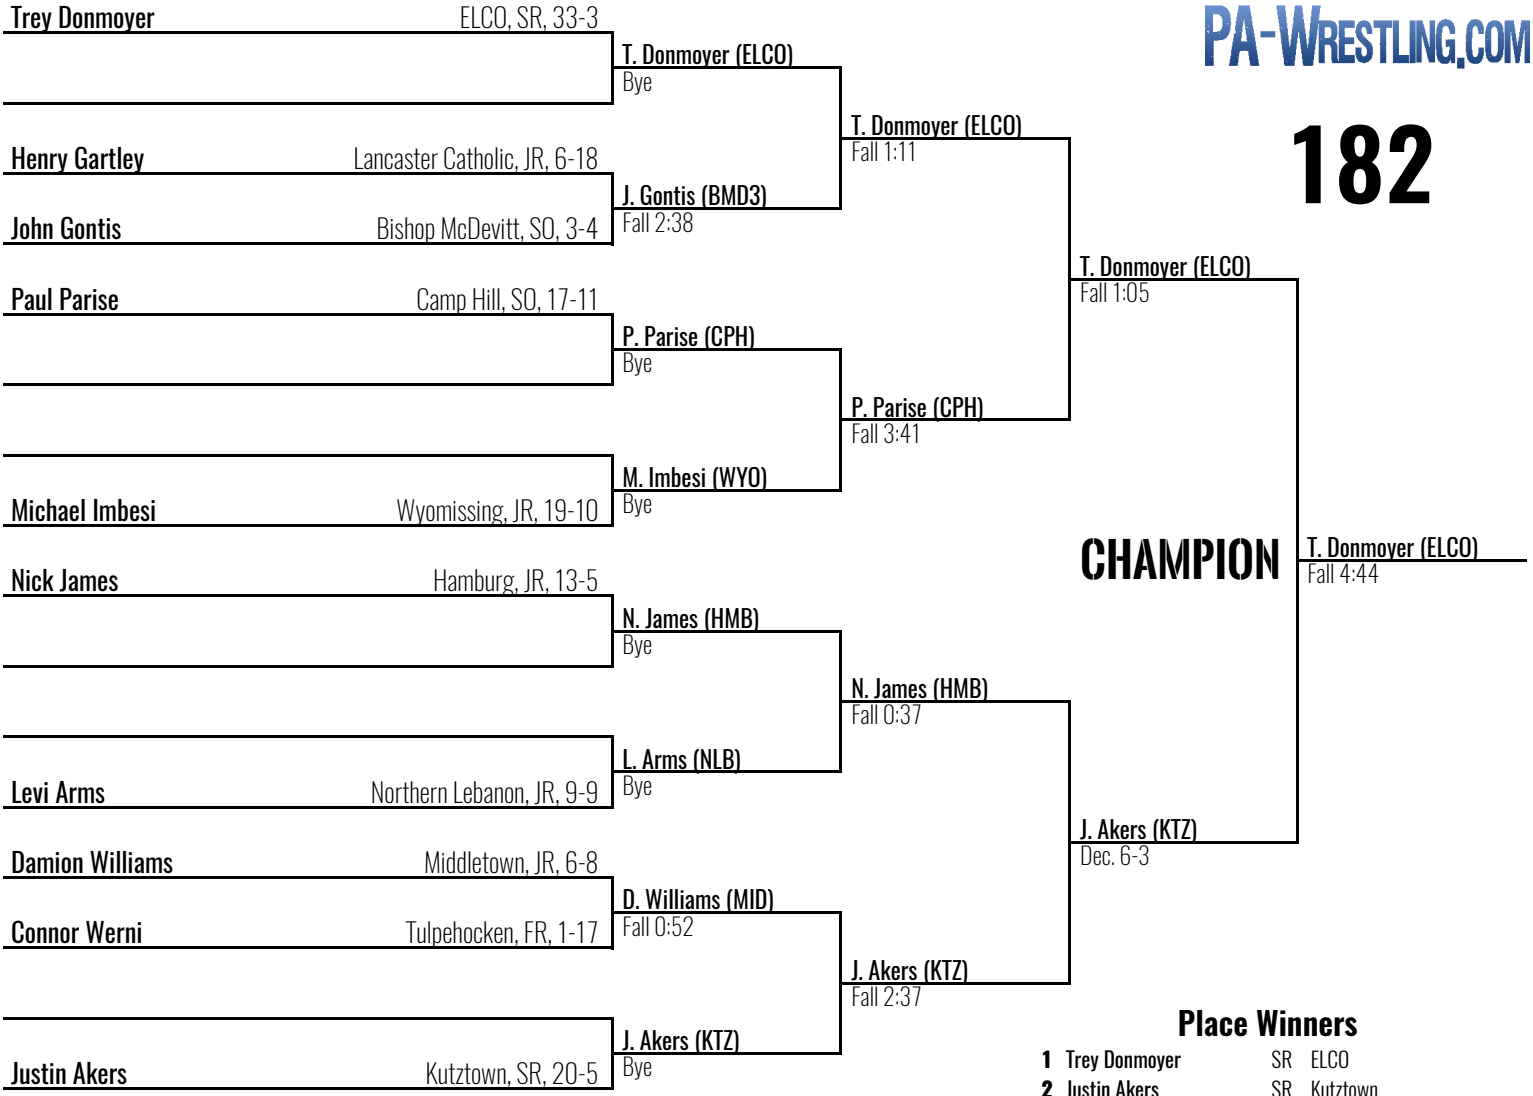 PA-WRESTLING.COM
182
Trey Donmoyer ELCO, SR, 33-3
T. Donmoyer (ELCO)
Bye
T. Donmoyer (ELCO)
Fall 1:11
Henry Gartley Lancaster Catholic, JR, 6-18
J. Gontis (BMD3)
Fall 2:38
John Gontis Bishop McDevitt, SO, 3-4
T. Donmoyer (ELCO)
Fall 1:05
Paul Parise Camp Hill, SO, 17-11
P. Parise (CPH)
Bye
P. Parise (CPH)
Fall 3:41
M. Imbesi (WYO)
Bye
Michael Imbesi Wyomissing, JR, 19-10
CHAMPION
T. Donmoyer (ELCO)
Fall 4:44
Nick James Hamburg, JR, 13-5
N. James (HMB)
Bye
N. James (HMB)
Fall 0:37
L. Arms (NLB)
Bye
Levi Arms Northern Lebanon, JR, 9-9
J. Akers (KTZ)
Dec. 6-3
Damion Williams Middletown, JR, 6-8
D. Williams (MID)
Fall 0:52
Connor Werni Tulpehocken, FR, 1-17
J. Akers (KTZ)
Fall 2:37
J. Akers (KTZ)
Bye
Justin Akers Kutztown, SR, 20-5
Place Winners
1 Trey Donmoyer SR ELCO
2 Justin Akers SR Kutztown